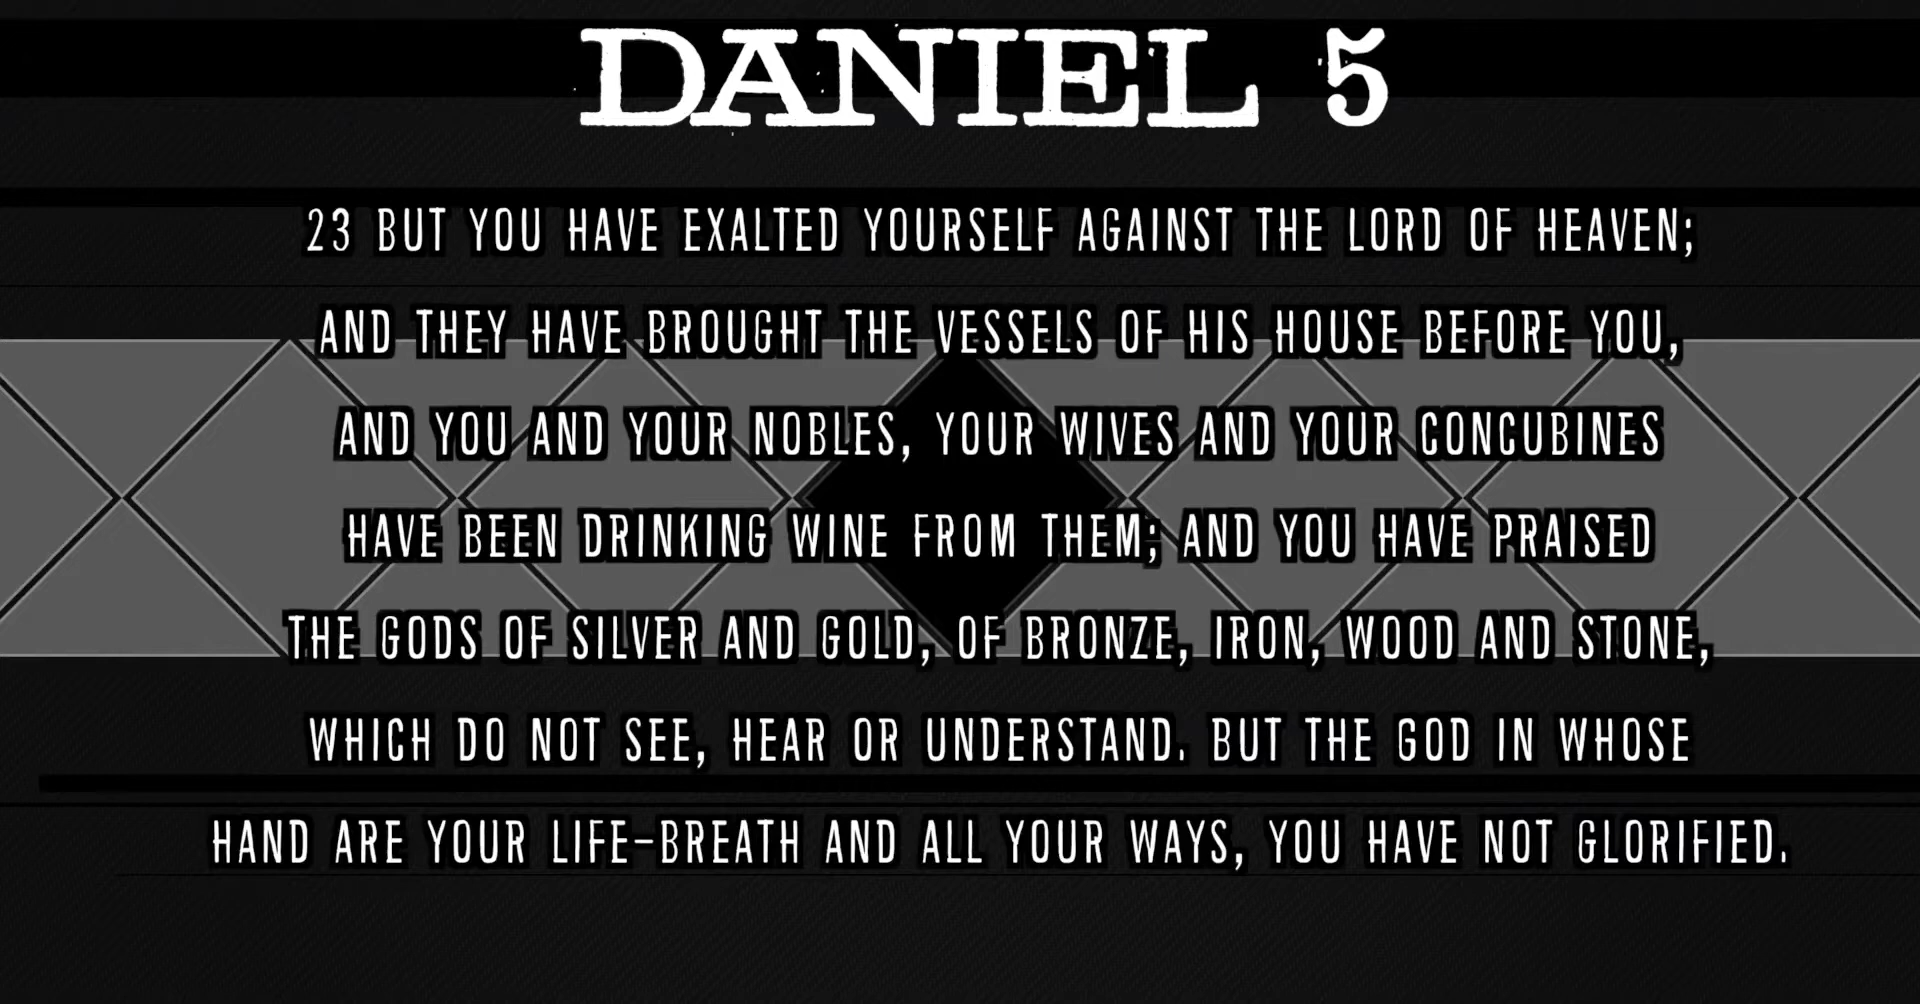 DANIEL 5
23 BUT YOU HAVE EXALTED YOURSELF AGAINST THE LORD OF HEAVEN;
AND THEY HAVE BROUGHT THE VESSELS OF HIS HOUSE BEFORE YOU,
AND YOU AND YOUR NOBLES, YOUR WIVES AND YOUR CONCUBINES
HAVE BEEN DRINKING WINE FROM THEM; AND YOU HAVE PRAISED
THE GODS OF SILVER AND GOLD, OF BRONZE, IRON, WOOD AND STONE,
WHICH DO NOT SEE, HEAR OR UNDERSTAND. BUT THE GOD IN WHOSE
HAND ARE YOUR LIFE-BREATH AND ALL YOUR WAYS, YOU HAVE NOT GLORIFIED.